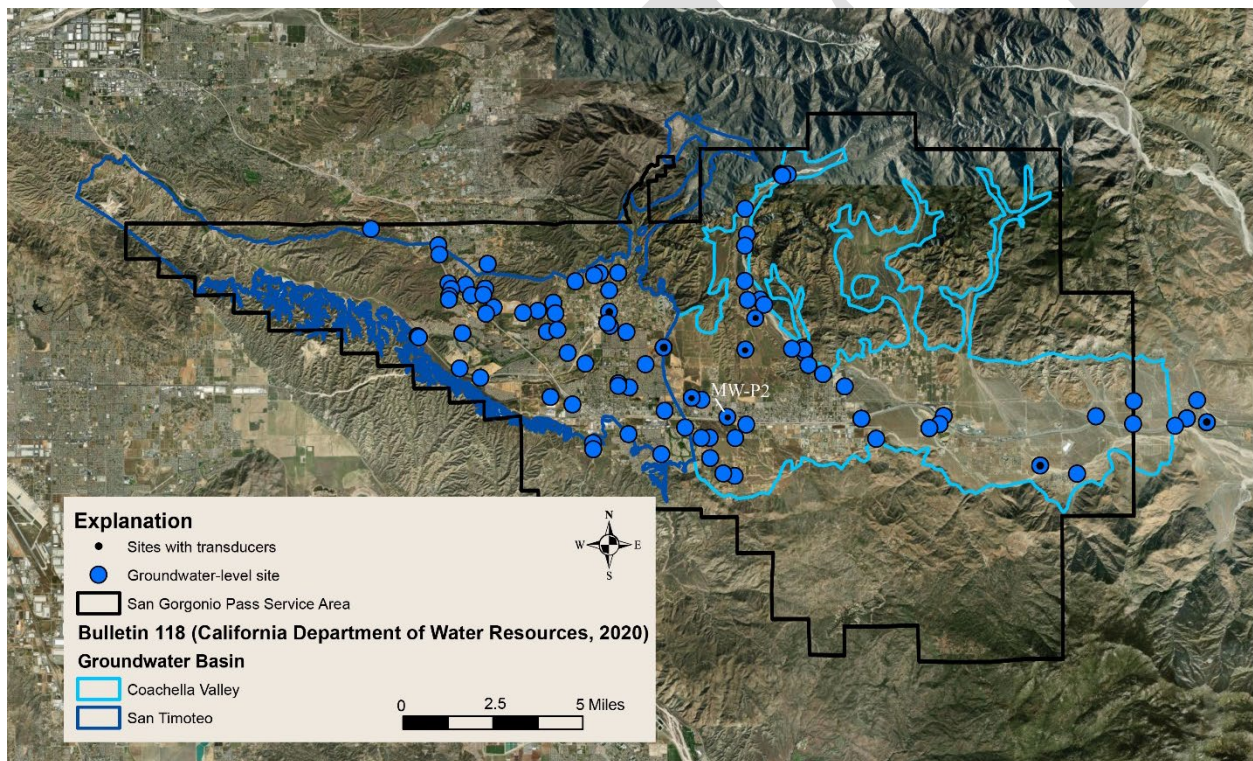 MW-P2
Explanation
N
W E
S
Sites with transducers
Groundwater-level site
San Gorgonio Pass Service Area
Bulletin 118 (California Department of Water Resources, 2020)
Groundwater Basin
Coachella Valley
San Timoteo
0 2.5 5 Miles